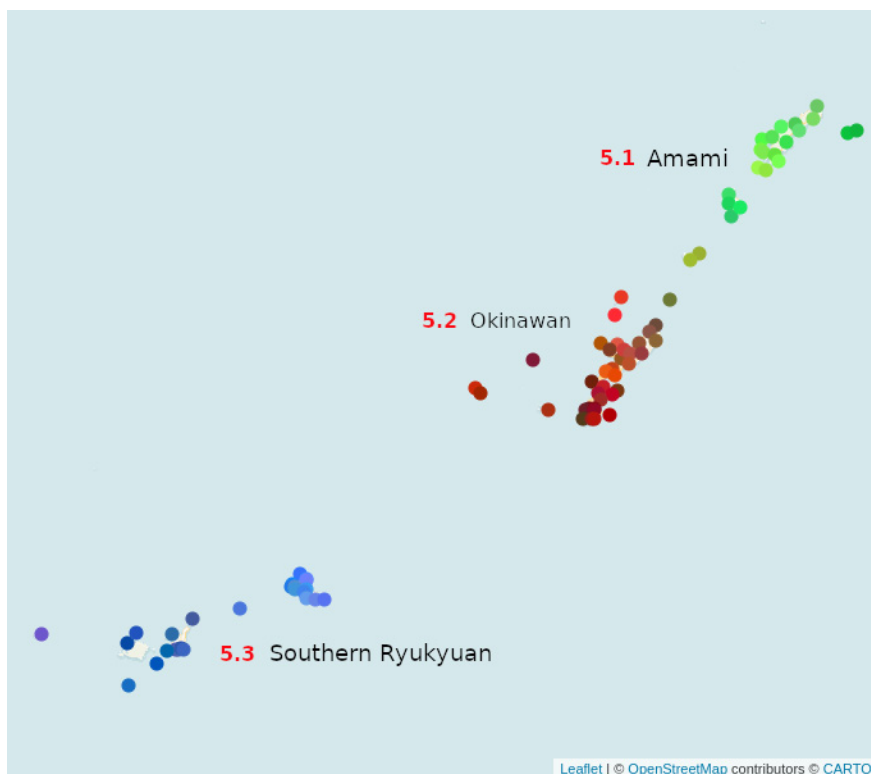 5.1 Amami
5.2 Okinawan
5.3 Southern Ryukyuan
Leaflet | © OpenStreetMap contributors © CARTO